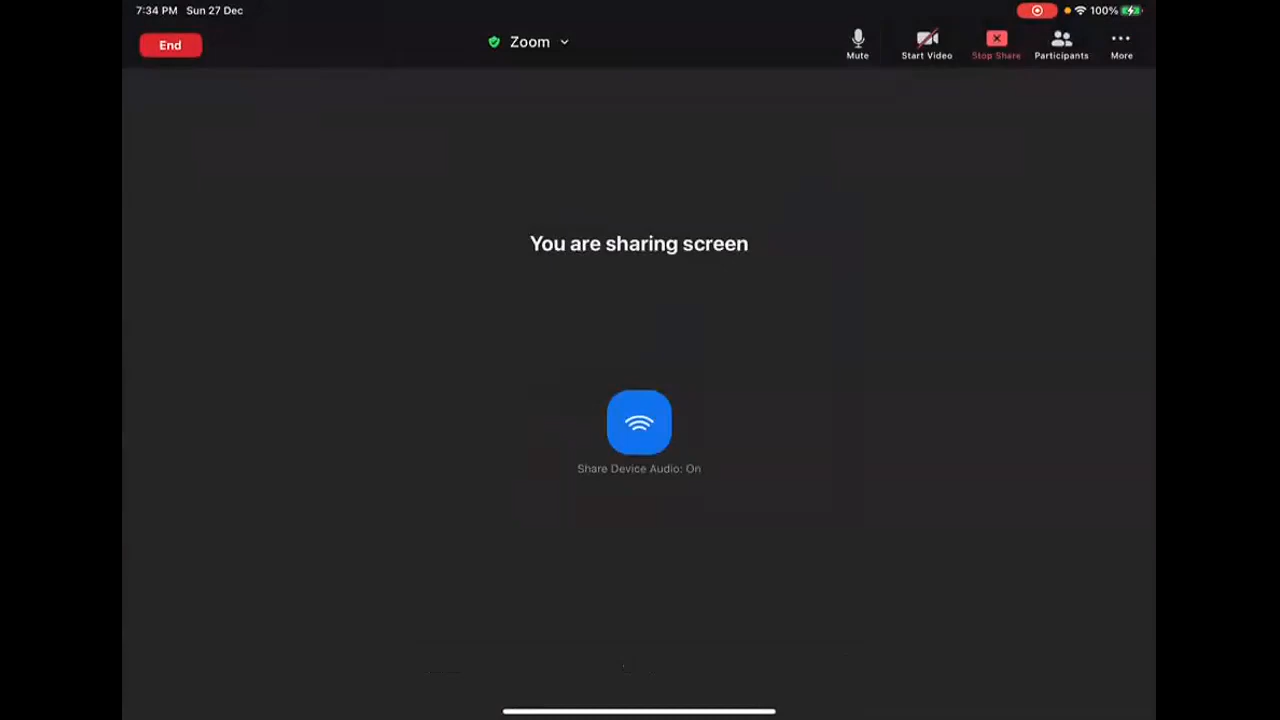 7:34 PM Sun 27 Dec
100%
End
Zoom
Mute
Start Video
Stop Share
Participants
More
You are sharing screen
Share Device Audio: On